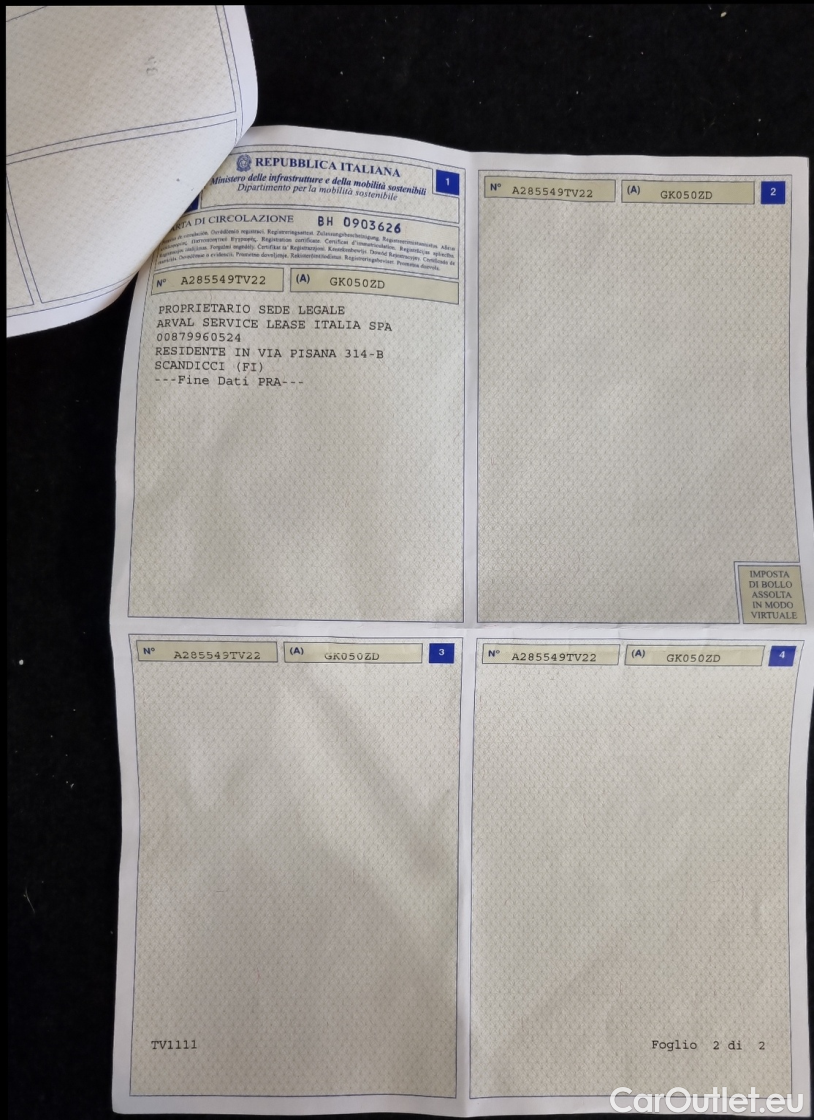 REPUBBLICA ITALIANA
Ministero delle infrastrutture e della mobilità sostenibili
Dipartimento per la mobilità sostenibile
1
DI CIRCOLAZIONE BH 0903626
N° A285549TV22 (A) GK050ZD
PROPRIETARIO SEDE LEGALE
ARVAL SERVICE LEASE ITALIA SPA
00879960524
RESIDENTE IN VIA PISANA 314-B
SCANDICCI (FI)
---Fine Dati PRA---
N° A285549TV22 (A) GK050ZD 2
IMPOSTA
DI BOLLO
ASSOLTA
IN MODO
VIRTUALE
N° A285549TV22 (A) GK050ZD 3
TV1111
N° A285549TV22 (A) GK050ZD 4
Foglio 2 di 2
CarOutlet.eu